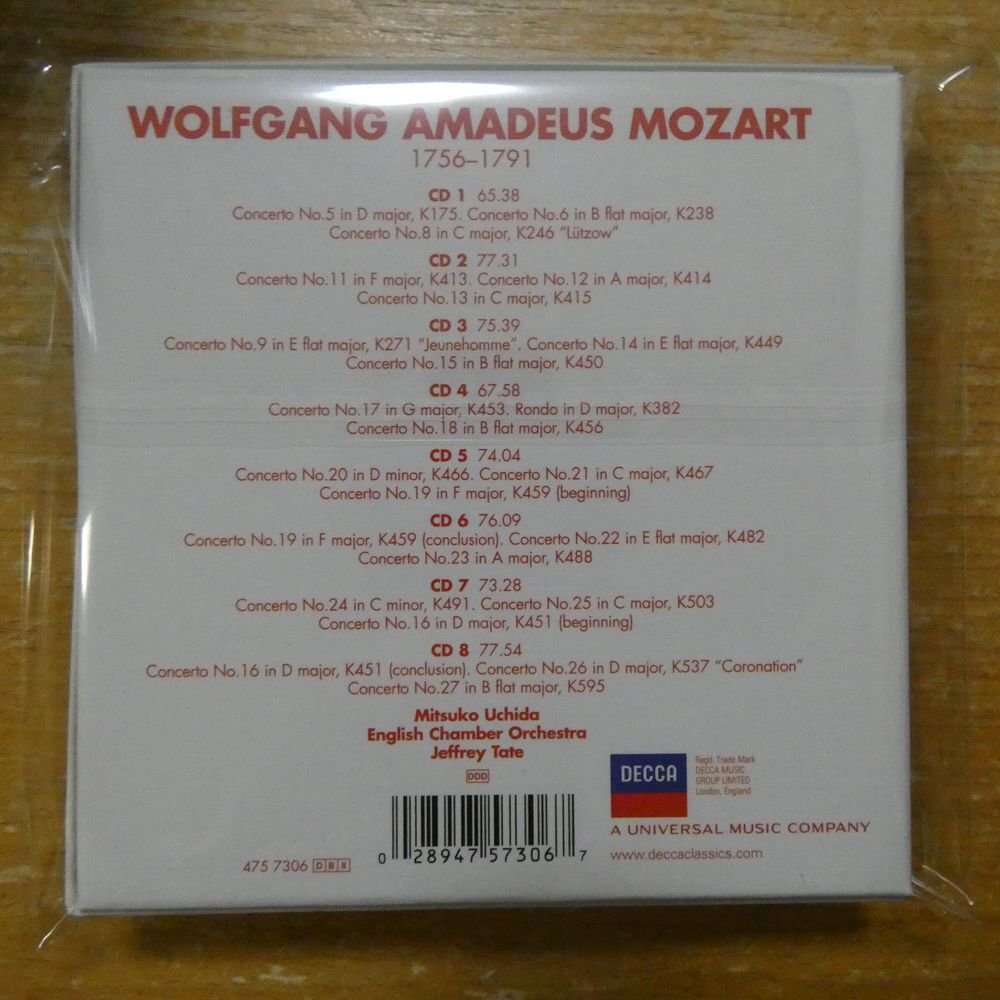 WOLFGANG AMADEUS MOZART
1756–1791
CD 1 65.38
Concerto No.5 in D major, K175. Concerto No.6 in B flat major, K238
Concerto No.8 in C major, K246 “Lützow”
CD 2 77.31
Concerto No.11 in F major, K413. Concerto No.12 in A major, K414
Concerto No.13 in C major, K415
CD 3 75.39
Concerto No.9 in E flat major, K271 “Jeunehomme”. Concerto No.14 in E flat major, K449
Concerto No.15 in B flat major, K450
CD 4 67.58
Concerto No.17 in G major, K453. Rondo in D major, K382
Concerto No.18 in B flat major, K456
CD 5 74.04
Concerto No.20 in D minor, K466. Concerto No.21 in C major, K467
Concerto No.19 in F major, K459 (beginning)
CD 6 76.09
Concerto No.19 in F major, K459 (conclusion). Concerto No.22 in E flat major, K482
Concerto No.23 in A major, K488
CD 7 73.28
Concerto No.24 in C minor, K491. Concerto No.25 in C major, K503
Concerto No.16 in D major, K451 (beginning)
CD 8 77.54
Concerto No.16 in D major, K451 (conclusion). Concerto No.26 in D major, K537 “Coronation”
Concerto No.27 in B flat major, K595
Mitsuko Uchida
English Chamber Orchestra
Jeffrey Tate
DDD
DECCA
Regd. Trade Mark
DECCA MUSIC
GROUP LIMITED
London, England
A UNIVERSAL MUSIC COMPANY
www.deccaclassics.com
0 28947 57306 7
475 7306 DB8